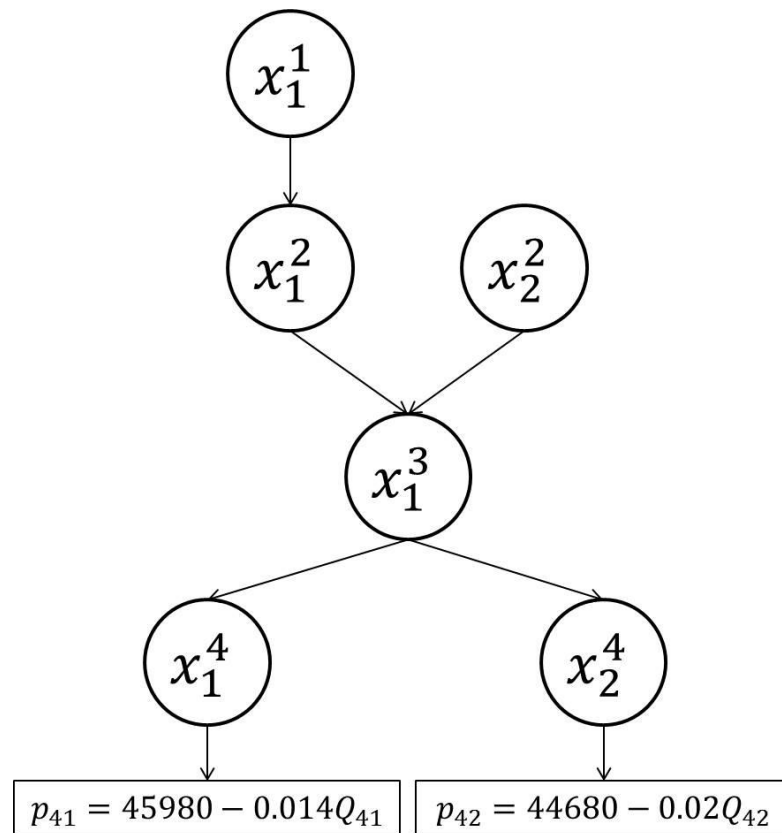 x_1^1
x_1^2 x_2^2
x_1^3
x_1^4 x_2^4
p_{41} = 45980 − 0.014Q_{41} p_{42} = 44680 − 0.02Q_{42}